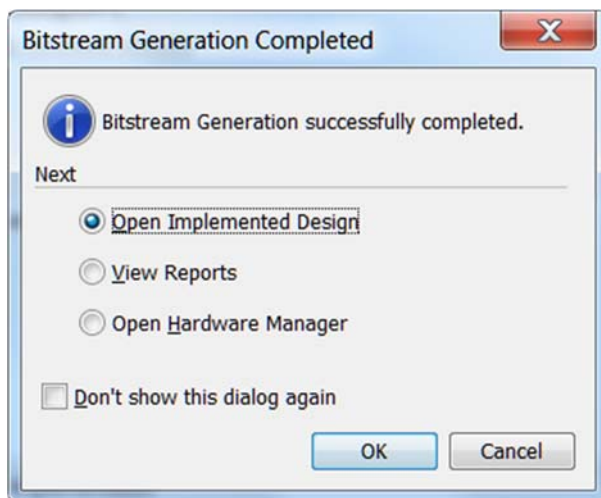 Bitstream Generation Completed
Bitstream Generation successfully completed.
Next
Open Implemented Design
View Reports
Open Hardware Manager
Don't show this dialog again
OK Cancel